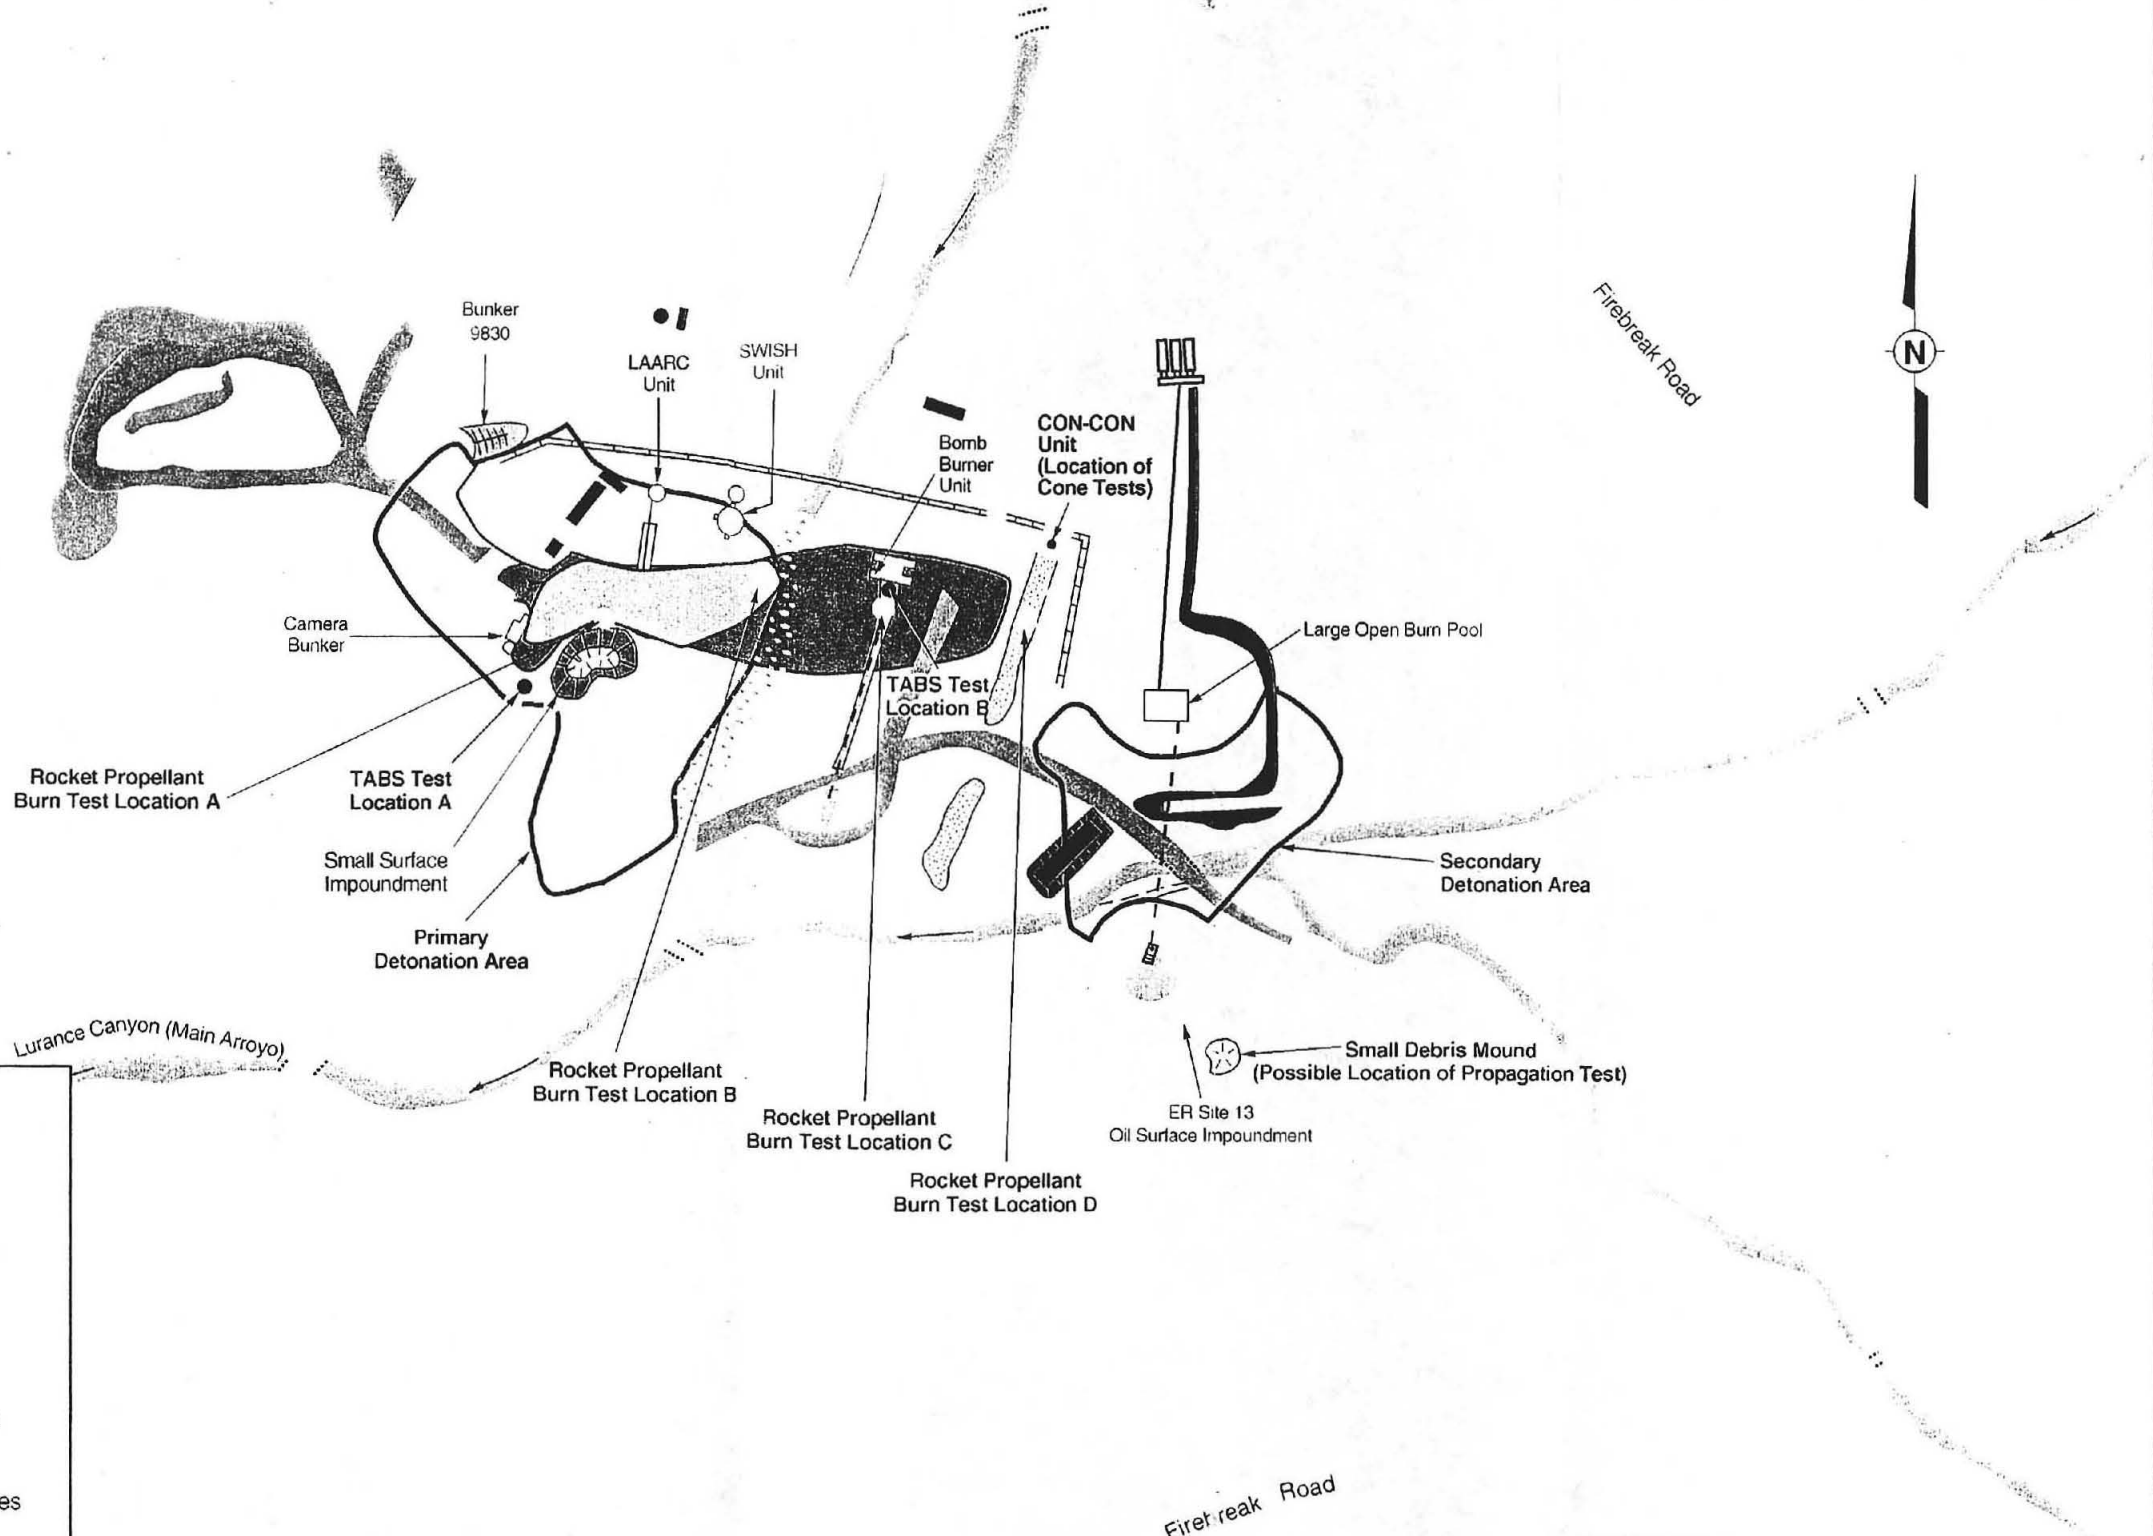 Firebreak Road
N
Bunker
9830
LAARC
Unit
SWISH
Unit
Bomb
Burner
Unit
CON-CON
Unit
(Location of
Cone Tests)
Camera
Bunker
Large Open Burn Pool
TABS Test
Location B
Rocket Propellant
Burn Test Location A
TABS Test
Location A
Small Surface
Impoundment
Primary
Detonation Area
Secondary
Detonation Area
Lurance Canyon (Main Arroyo)
Rocket Propellant
Burn Test Location B
Small Debris Mound
(Possible Location of Propagation Test)
Rocket Propellant
Burn Test Location C
ER Site 13
Oil Surface Impoundment
Rocket Propellant
Burn Test Location D
es
Firebreak Road